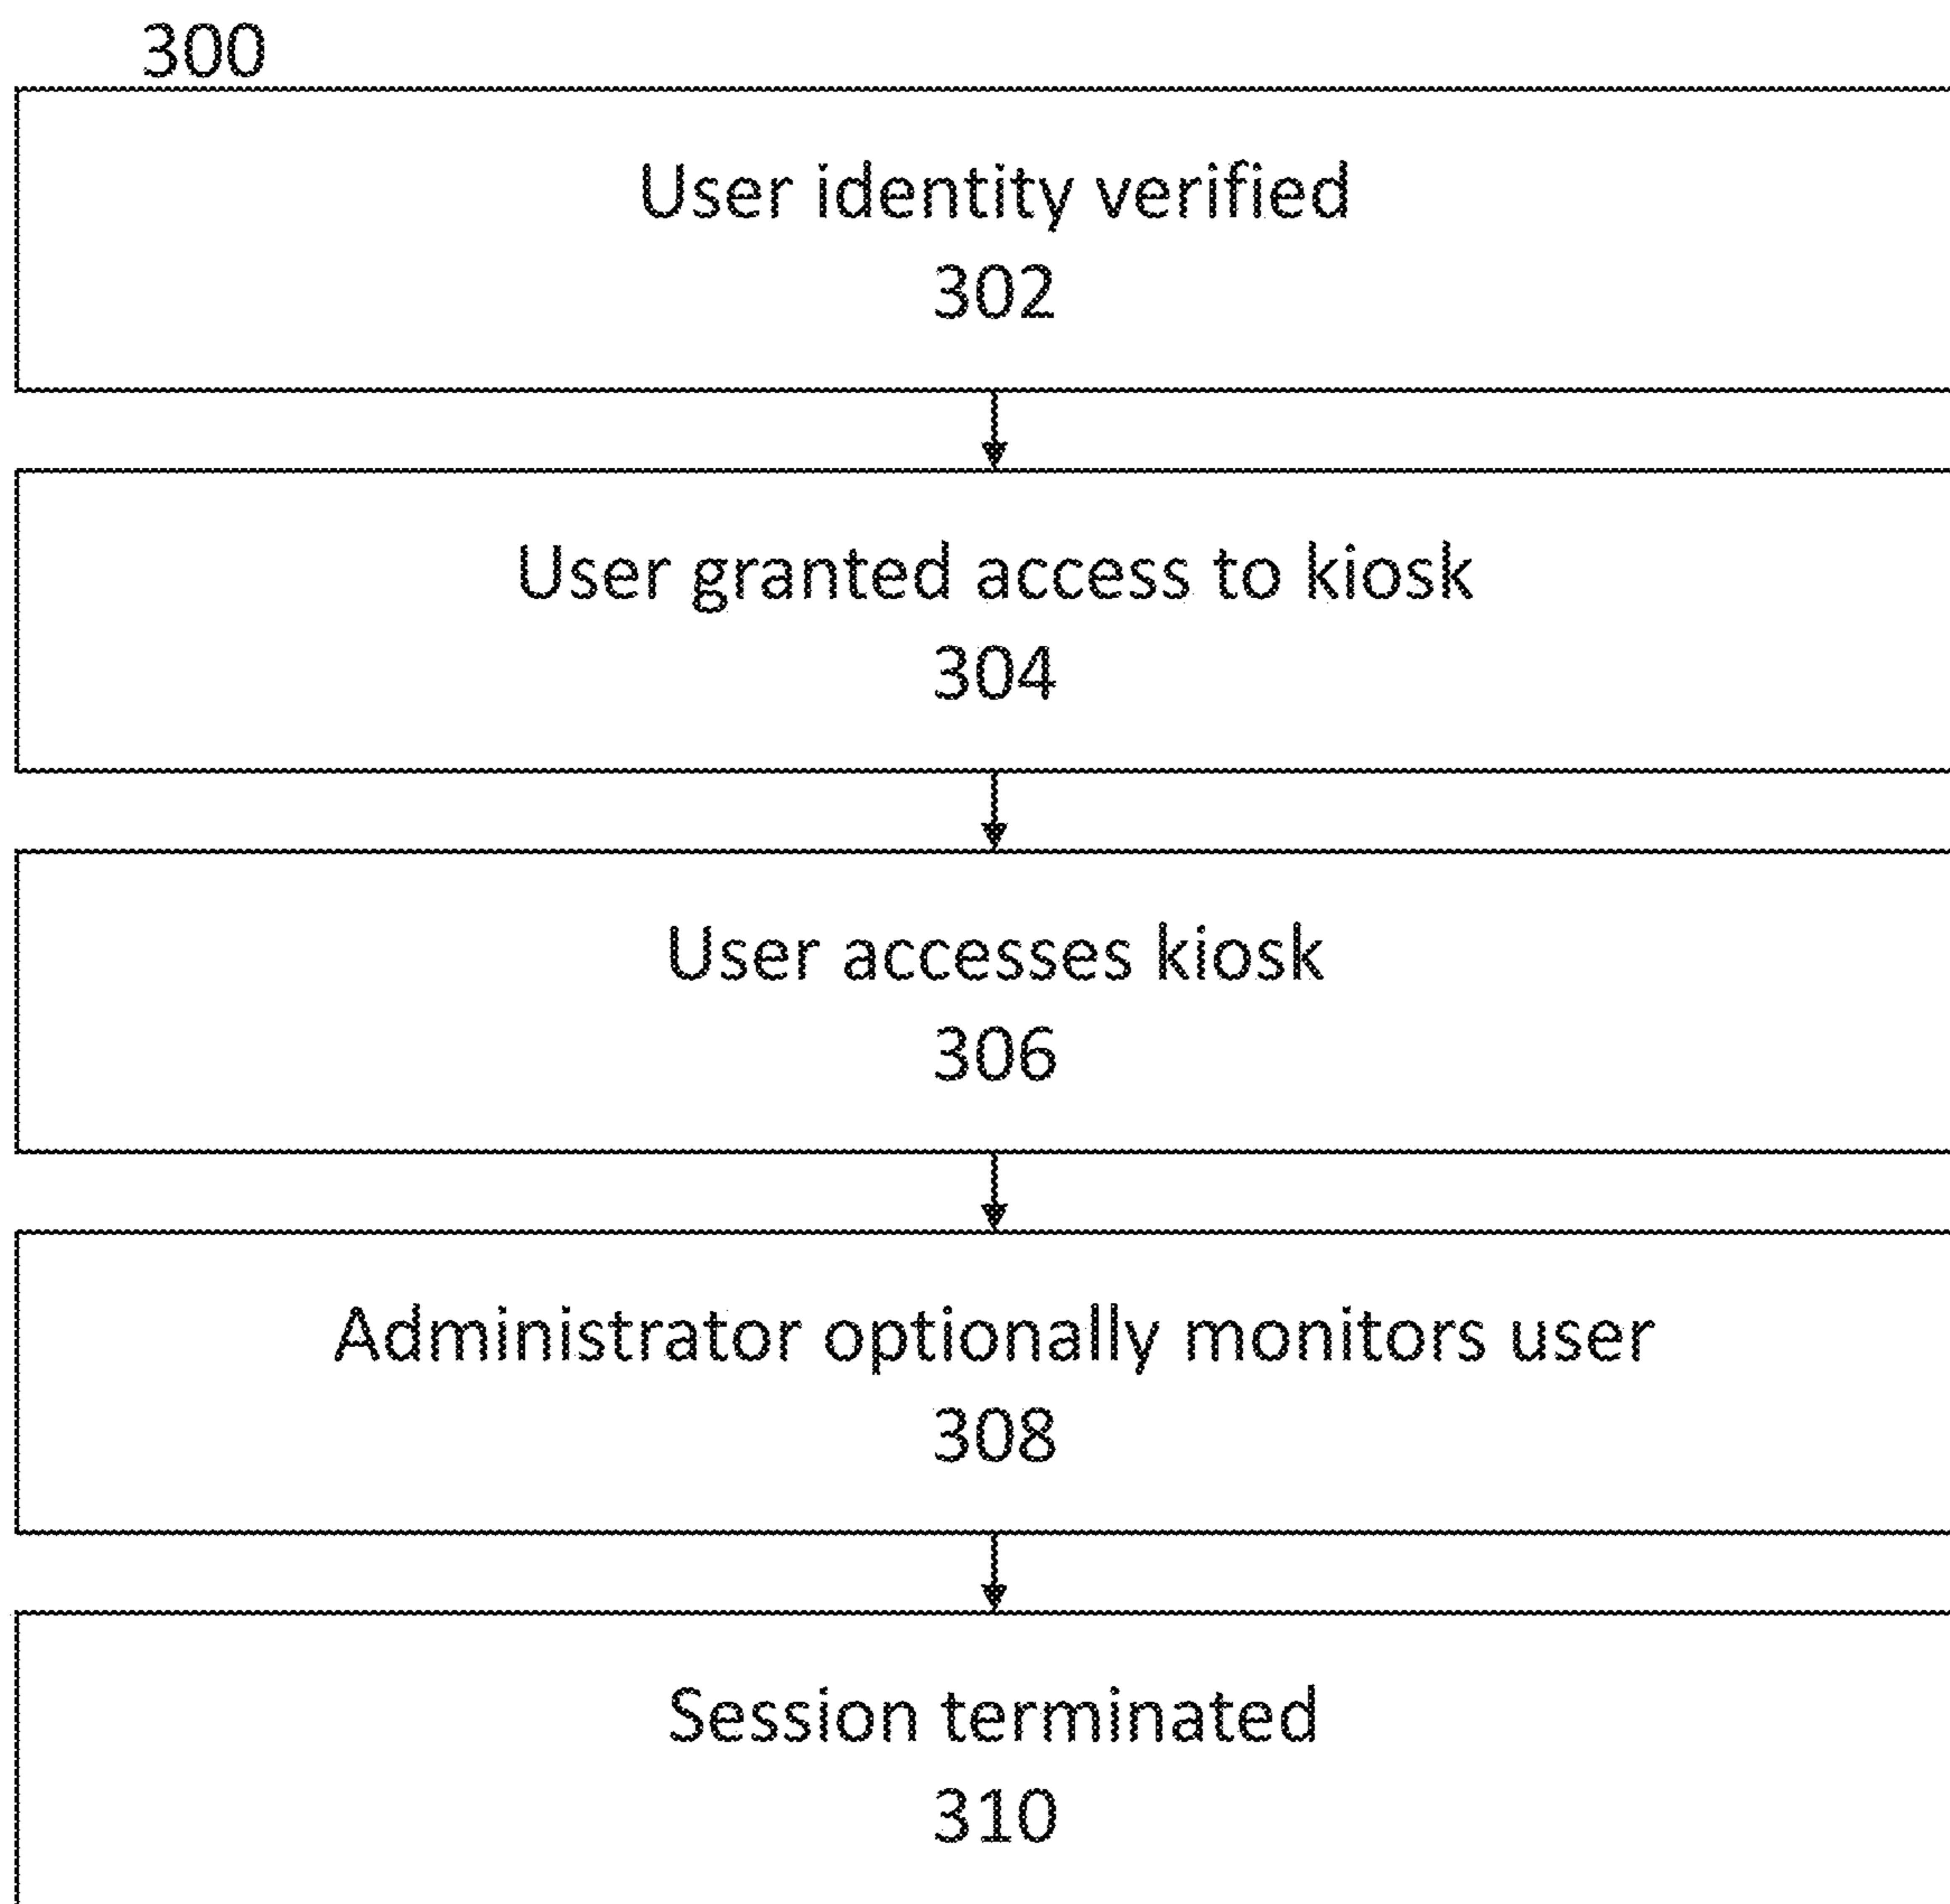 300
User identity verified
302
User granted access to kiosk
304
User accesses kiosk
306
Administrator optionally monitors user
308
Session terminated
310